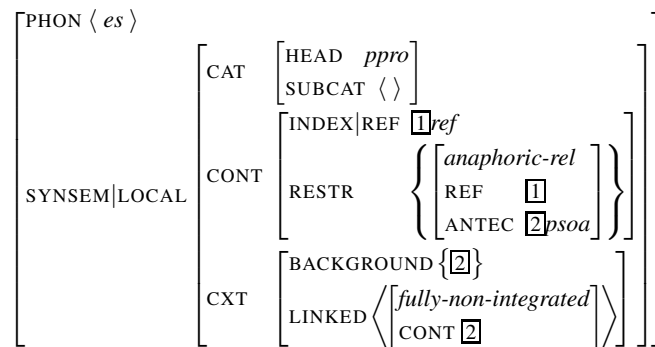 PHON ⟨ es ⟩
CAT
HEAD ppro
SUBCAT ⟨ ⟩
INDEX|REF 1 ref
SYNSEM|LOCAL
CONT
RESTR
anaphoric-rel
REF 1
ANTEC 2 psoa
CXT
BACKGROUND { 2 }
LINKED
fully-non-integrated
CONT 2